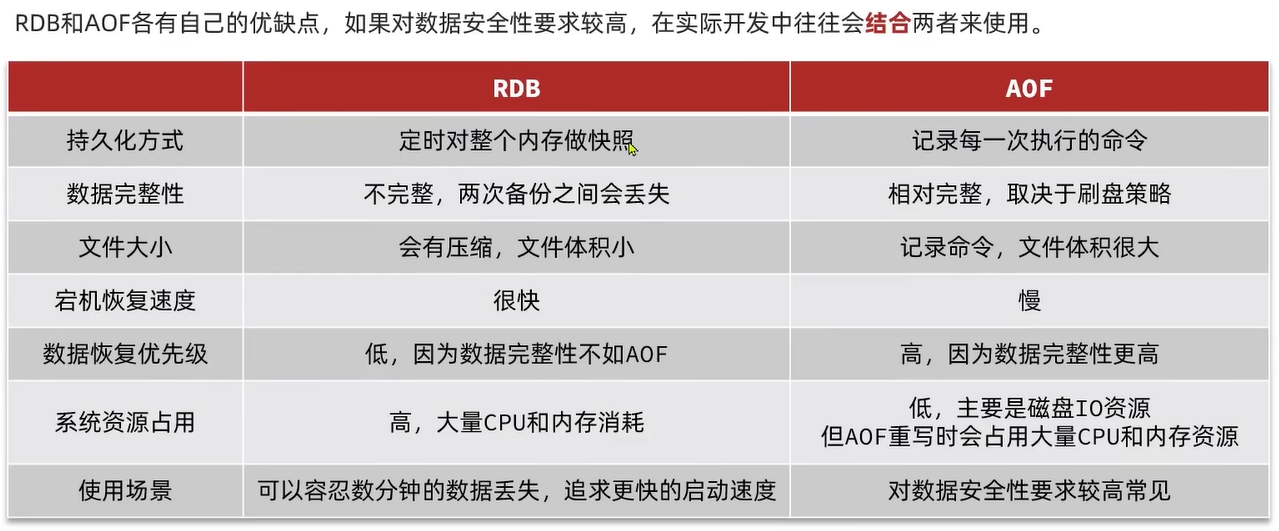 RDB和AOF各有自己的优缺点，如果对数据安全性要求较高，在实际开发中往往会结合两者来使用。
RDB AOF
持久化方式 定时对整个内存做快照 记录每一次执行的命令
数据完整性 不完整，两次备份之间会丢失 相对完整，取决于刷盘策略
文件大小 会有压缩，文件体积小 记录命令，文件体积很大
宕机恢复速度 很快 慢
数据恢复优先级 低，因为数据完整性不如AOF 高，因为数据完整性更高
系统资源占用 高，大量CPU和内存消耗 低，主要是磁盘IO资源
但AOF重写时会占用大量CPU和内存资源
使用场景 可以容忍数分钟的数据丢失，追求更快的启动速度 对数据安全性要求较高常见